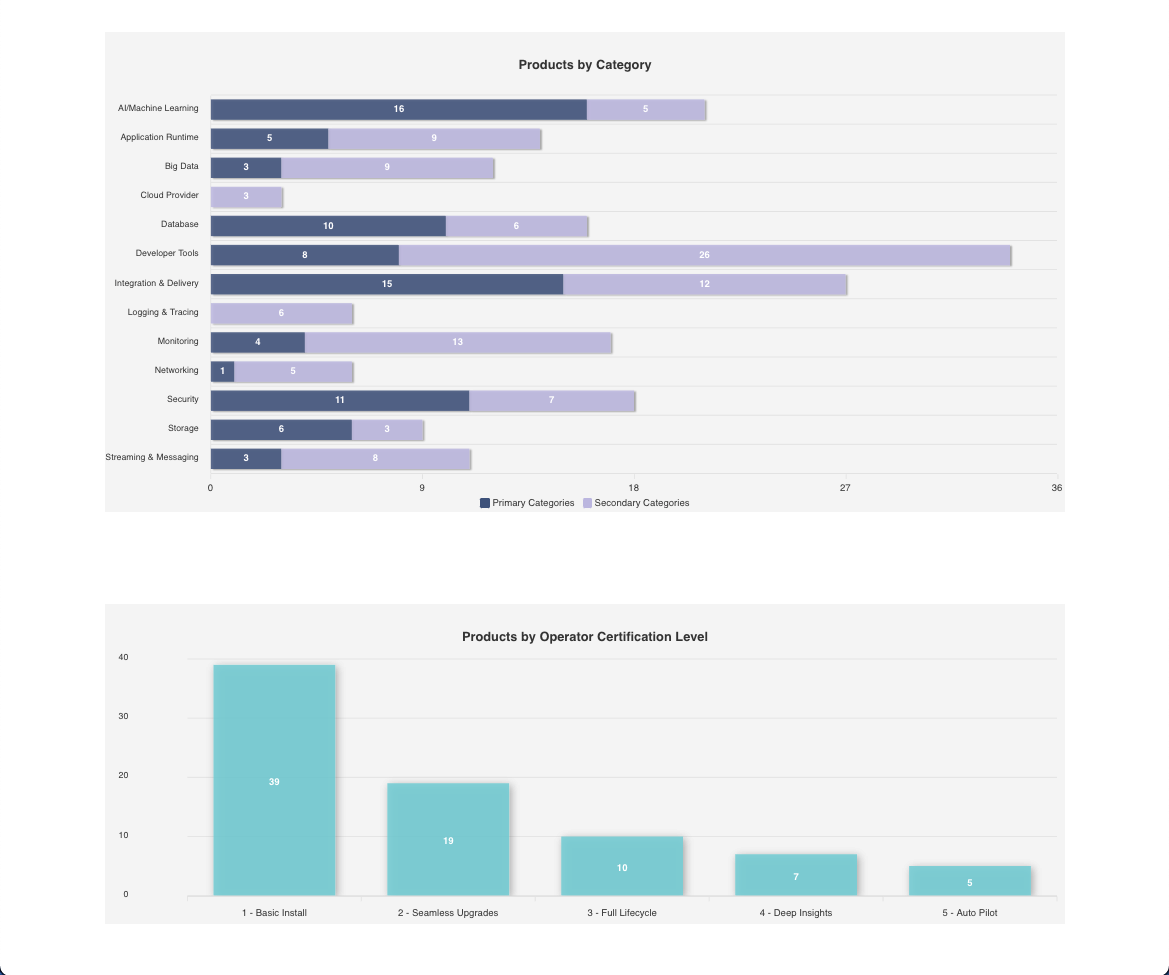 Products by Category
AI/Machine Learning 16 5
Application Runtime 5 9
Big Data 3 9
Cloud Provider 3
Database 10 6
Developer Tools 8 26
Integration & Delivery 15 12
Logging & Tracing 6
Monitoring 4 13
Networking 1 5
Security 11 7
Storage 6 3
Streaming & Messaging 3 8
0 9 18 27 36
Primary Categories Secondary Categories
Products by Operator Certification Level
40
30
20
10
0
39
19
10
7
5
1 - Basic Install 2 - Seamless Upgrades 3 - Full Lifecycle 4 - Deep Insights 5 - Auto Pilot